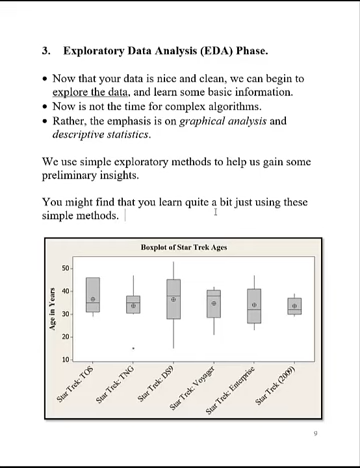 3. Exploratory Data Analysis (EDA) Phase.
• Now that your data is nice and clean, we can begin to
explore the data, and learn some basic information.
• Now is not the time for complex algorithms.
• Rather, the emphasis is on graphical analysis and
descriptive statistics.
We use simple exploratory methods to help us gain some
preliminary insights.
You might find that you learn quite a bit just using these
simple methods.
Boxplot of Star Trek Ages
Age in Years
50
40
30
20
10
Star Trek: TOS
Star Trek: TNG
Star Trek: DS9
Star Trek: Voyager
Star Trek: Enterprise
Star Trek (2009)
9